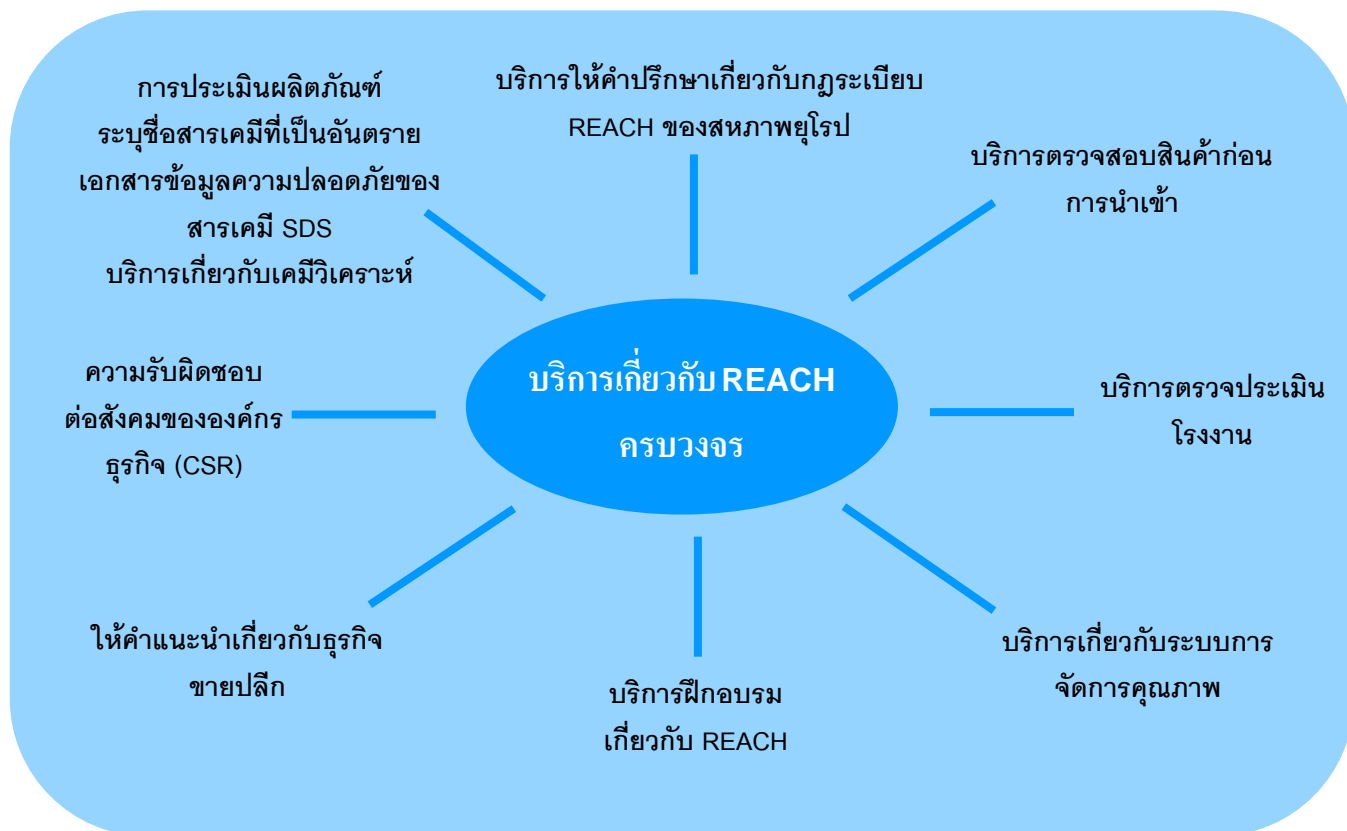 การประเมินผลิตภัณฑ์
ระบุชื่อสารเคมีที่เป็นอันตราย
เอกสารข้อมูลความปลอดภัยของ
สารเคมี SDS
บริการเกี่ยวกับเคมีวิเคราะห์
บริการให้คำปรึกษาเกี่ยวกับกฎระเบียบ
REACH ของสหภาพยุโรป
บริการตรวจสอบสินค้าก่อน
การนำเข้า
ความรับผิดชอบ
ต่อสังคมขององค์กร
ธุรกิจ (CSR)
บริการเกี่ยวกับ REACH
ครบวงจร
บริการตรวจประเมิน
โรงงาน
ให้คำแนะนำเกี่ยวกับธุรกิจ
ขายปลีก
บริการฝึกอบรม
เกี่ยวกับ REACH
บริการเกี่ยวกับระบบการ
จัดการคุณภาพ